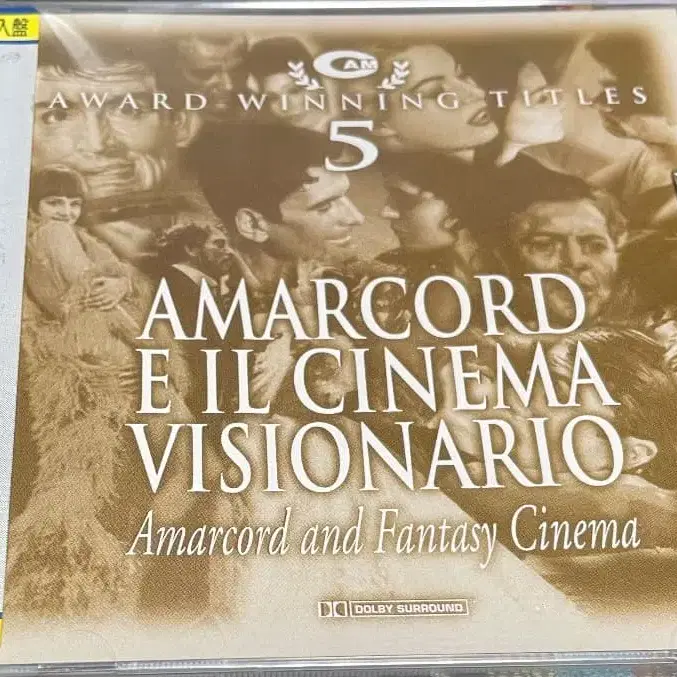 入盤
CAM
AWARD-WINNING TITLES
5
AMARCORD
E IL CINEMA
VISIONARIO
Amarcord and Fantasy Cinema
DOLBY SURROUND